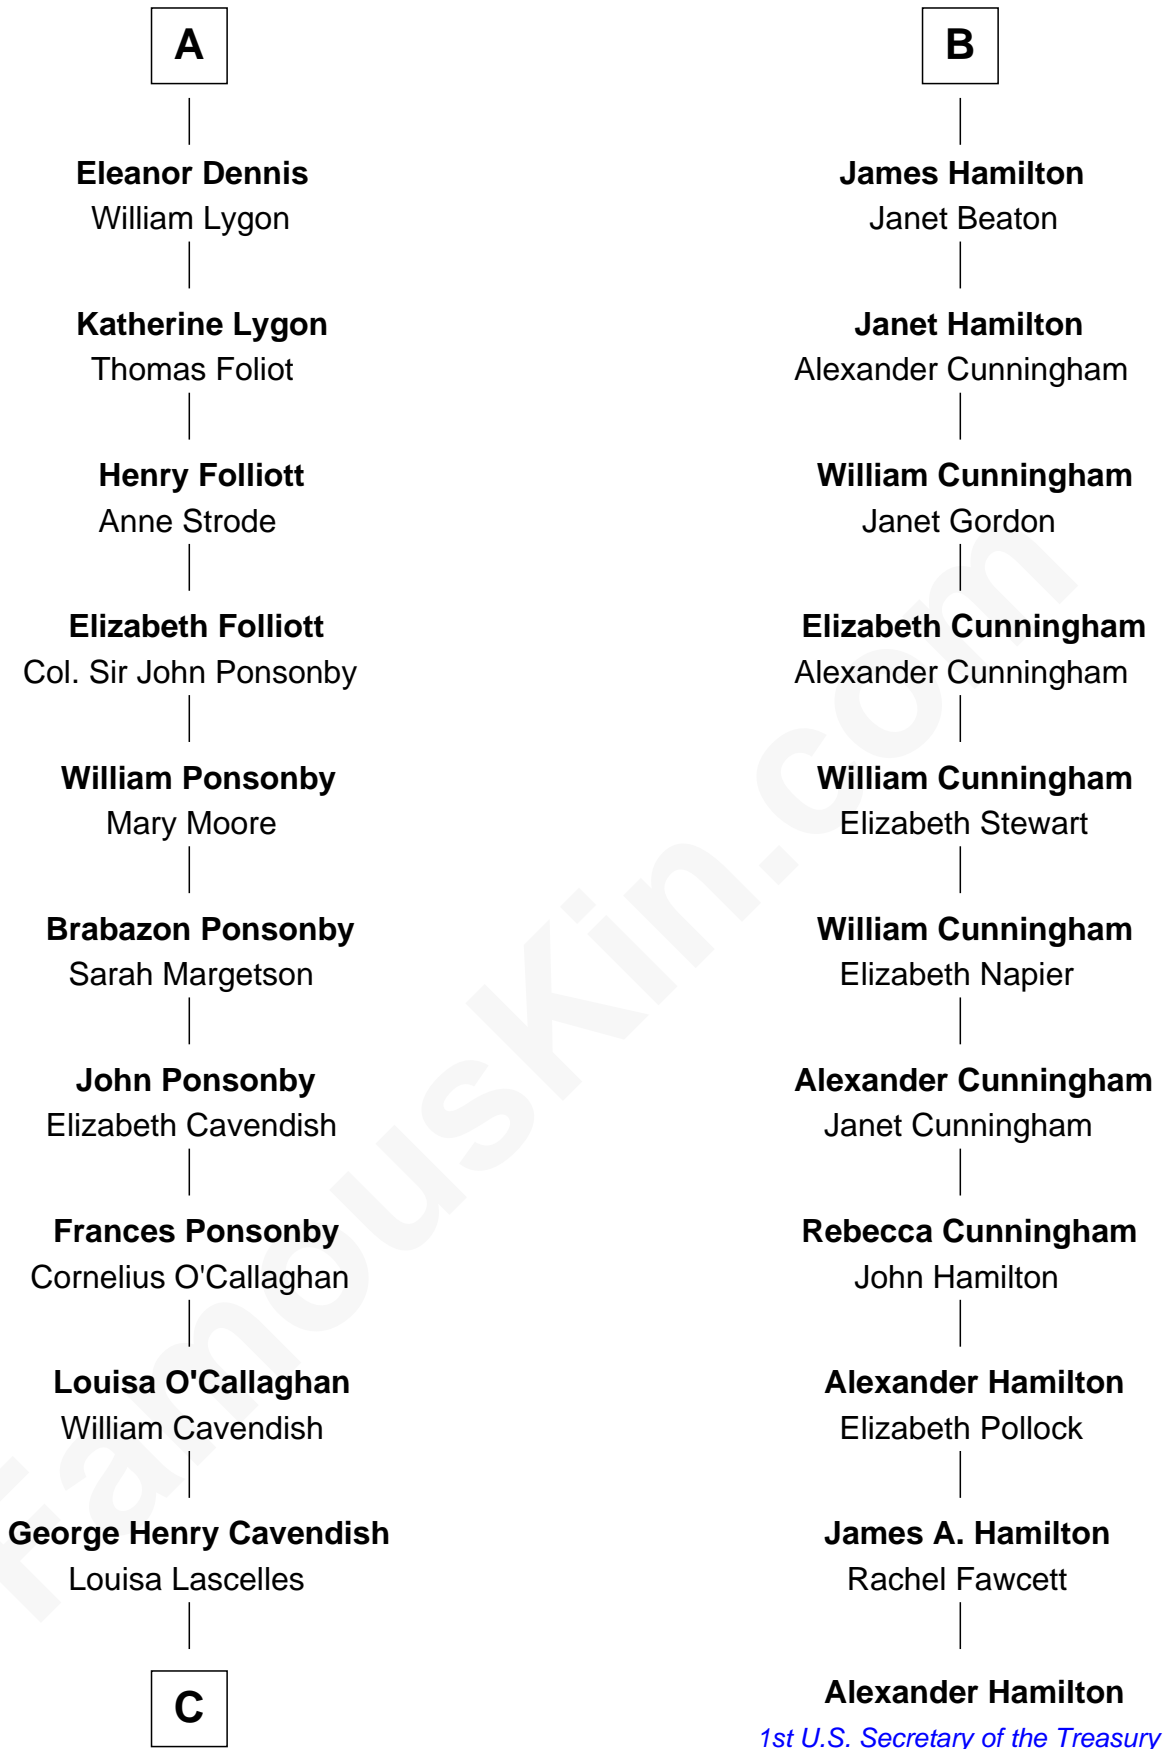 A
Eleanor Dennis
William Lygon
Katherine Lygon
Thomas Foliot
Henry Folliott
Anne Strode
Elizabeth Folliott
Col. Sir John Ponsonby
William Ponsonby
Mary Moore
Brabazon Ponsonby
Sarah Margetson
John Ponsonby
Elizabeth Cavendish
Frances Ponsonby
Cornelius O'Callaghan
Louisa O'Callaghan
William Cavendish
George Henry Cavendish
Louisa Lascelles
C
B
James Hamilton
Janet Beaton
Janet Hamilton
Alexander Cunningham
William Cunningham
Janet Gordon
Elizabeth Cunningham
Alexander Cunningham
William Cunningham
Elizabeth Stewart
William Cunningham
Elizabeth Napier
Alexander Cunningham
Janet Cunningham
Rebecca Cunningham
John Hamilton
Alexander Hamilton
Elizabeth Pollock
James A. Hamilton
Rachel Fawcett
Alexander Hamilton
1st U.S. Secretary of the Treasury
FamousKin.com